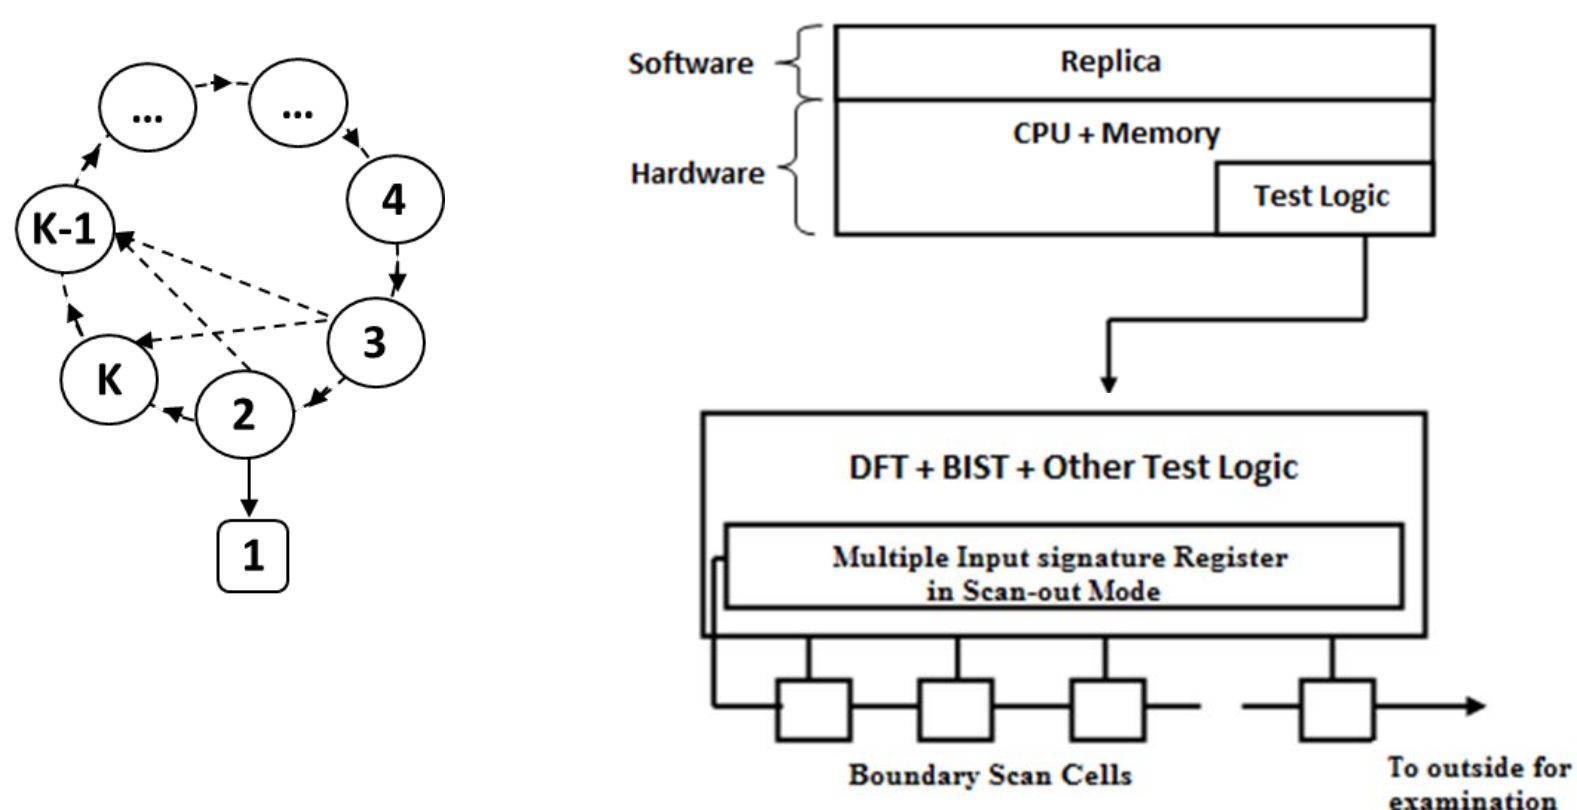 ...
...
4
K-1
3
K
2
1
Software
Replica
CPU + Memory
Hardware
Test Logic
DFT + BIST + Other Test Logic
Multiple Input signature Register
in Scan-out Mode
Boundary Scan Cells
To outside for
examination